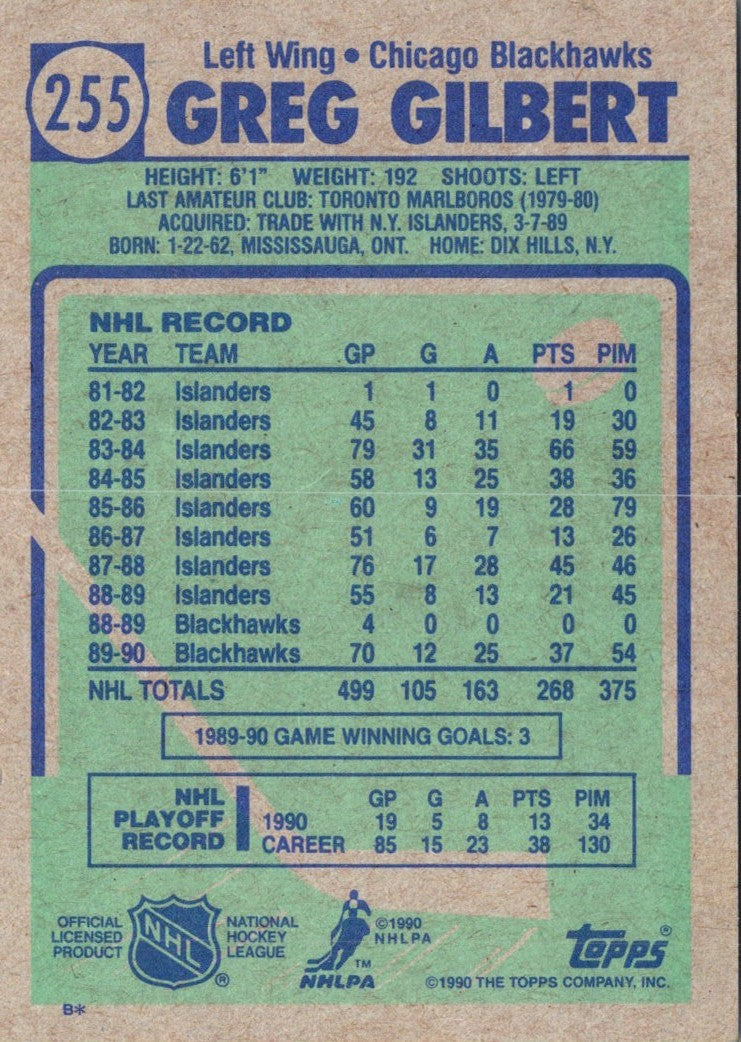 255
Left Wing • Chicago Blackhawks
GREG GILBERT
HEIGHT: 6'1" WEIGHT: 192 SHOOTS: LEFT
LAST AMATEUR CLUB: TORONTO MARLBOROS (1979-80)
ACQUIRED: TRADE WITH N.Y. ISLANDERS, 3-7-89
BORN: 1-22-62, MISSISSAUGA, ONT. HOME: DIX HILLS, N.Y.
NHL RECORD
YEAR TEAM GP G A PTS PIM
81-82 Islanders 1 1 0 1 0
82-83 Islanders 45 8 11 19 30
83-84 Islanders 79 31 35 66 59
84-85 Islanders 58 13 25 38 36
85-86 Islanders 60 9 19 28 79
86-87 Islanders 51 6 7 13 26
87-88 Islanders 76 17 28 45 46
88-89 Islanders 55 8 13 21 45
88-89 Blackhawks 4 0 0 0 0
89-90 Blackhawks 70 12 25 37 54
NHL TOTALS 499 105 163 268 375
1989-90 GAME WINNING GOALS: 3
NHL PLAYOFF RECORD
GP G A PTS PIM
1990 19 5 8 13 34
CAREER 85 15 23 38 130
OFFICIAL
LICENSED
PRODUCT
NHL
®
NATIONAL
HOCKEY
LEAGUE
©1990
NHLPA
TM
NHLPA
topps®
©1990 THE TOPPS COMPANY, INC.
B*